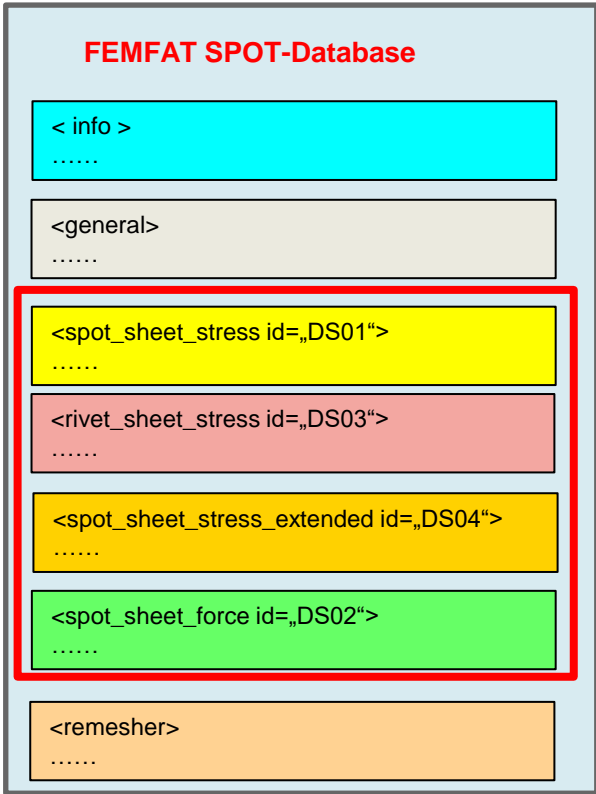 FEMFAT SPOT-Database
< info >
……
<general>
……
<spot_sheet_stress id=„DS01“>
……
<rivet_sheet_stress id=„DS03“>
……
<spot_sheet_stress_extended id=„DS04“>
……
<spot_sheet_force id=„DS02“>
……
<remesher>
……